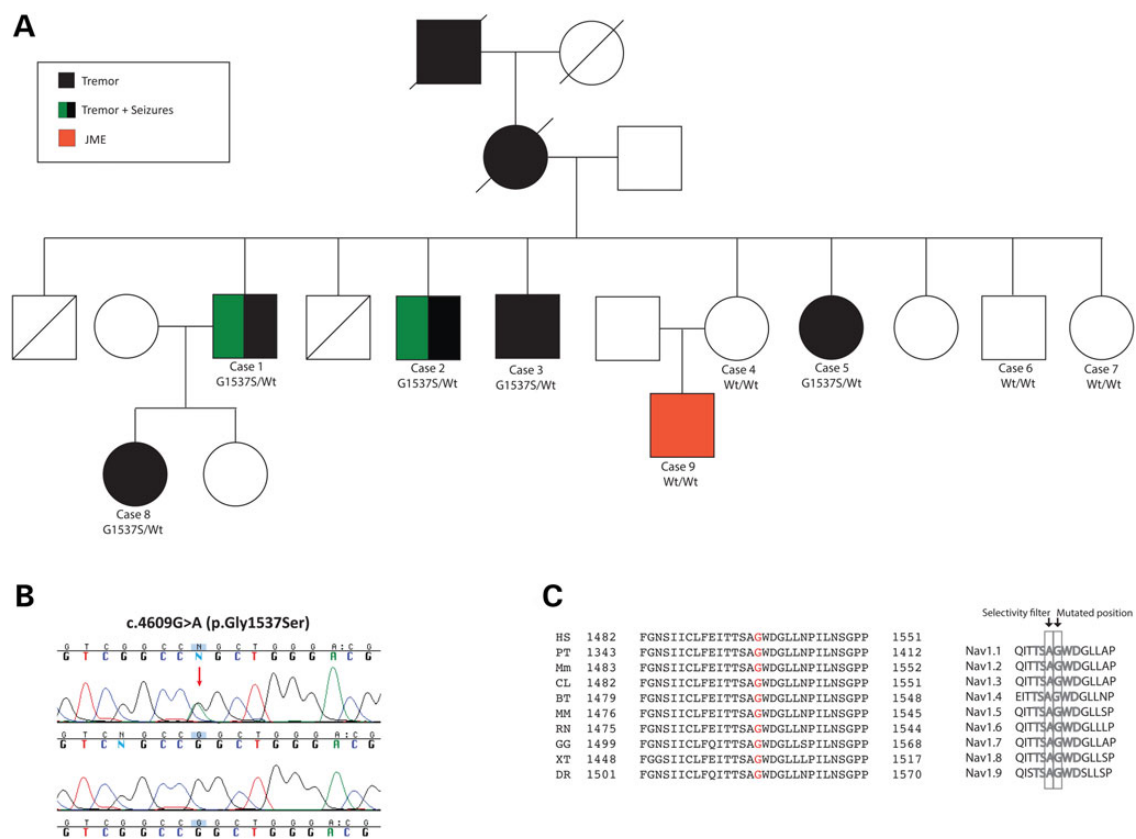 A
Tremor
Tremor + Seizures
JME
Case 1
G1537S/Wt
Case 2
G1537S/Wt
Case 3
G1537S/Wt
Case 4
Wt/Wt
Case 5
G1537S/Wt
Case 6
Wt/Wt
Case 7
Wt/Wt
Case 8
G1537S/Wt
Case 9
Wt/Wt
B
c.4609G>A (p.Gly1537Ser)
G T C G G C C N G C T G G G A:C G
G T C G G C C N G C T G G G A C G
G T C N G C C G G C T G G G A:C G
G T C N G C C G G C T G G G A C G
G T C G G C C G G C T G G G A:C G
G T C G G C C G G C T G G G A C G
C
HS 1482 FGNSIICLFEITTSAGWDGLLNPILNSGPP 1551
PT 1343 FGNSIICLFEITTSAGWDGLLNPILNSGPP 1412
Mm 1483 FGNSIICLFEITTSAGWDGLLNPILNSGPP 1552
CL 1482 FGNSIICLFEITTSAGWDGLLNPILNSGPP 1551
BT 1479 FGNSIICLFEITTSAGWDGLLNPILNSGPP 1548
MM 1476 FGNSIICLFEITTSAGWDGLLNPILNSGPP 1545
RN 1475 FGNSIICLFEITTSAGWDGLLNPILNSGPP 1544
GG 1499 FGNSIICLFQITTSAGWDGLLSPILNSGPP 1568
XT 1448 FGGSIICLFEITTSAGWDGLLLPILNSGPP 1517
DR 1501 FGNSIICLFQITTSAGWDGLLNPILNSGPP 1570
Selectivity filter Mutated position
Nav1.1 QITTSAGWDGLLAP
Nav1.2 QITTSAGWDGLLAP
Nav1.3 QITTSAGWDGLLAP
Nav1.4 EITTSAGWDGLLNP
Nav1.5 QITTSAGWDGLLSP
Nav1.6 QITTSAGWDGLLLP
Nav1.7 QITTSAGWDGLLAP
Nav1.8 QITTSAGWDGLLSP
Nav1.9 QISTSAGWDSLLSP